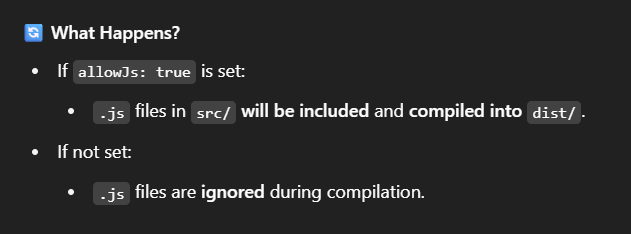 🔄 What Happens?
• If allowJs: true is set:
• .js files in src/ will be included and compiled into dist/.
• If not set:
• .js files are ignored during compilation.